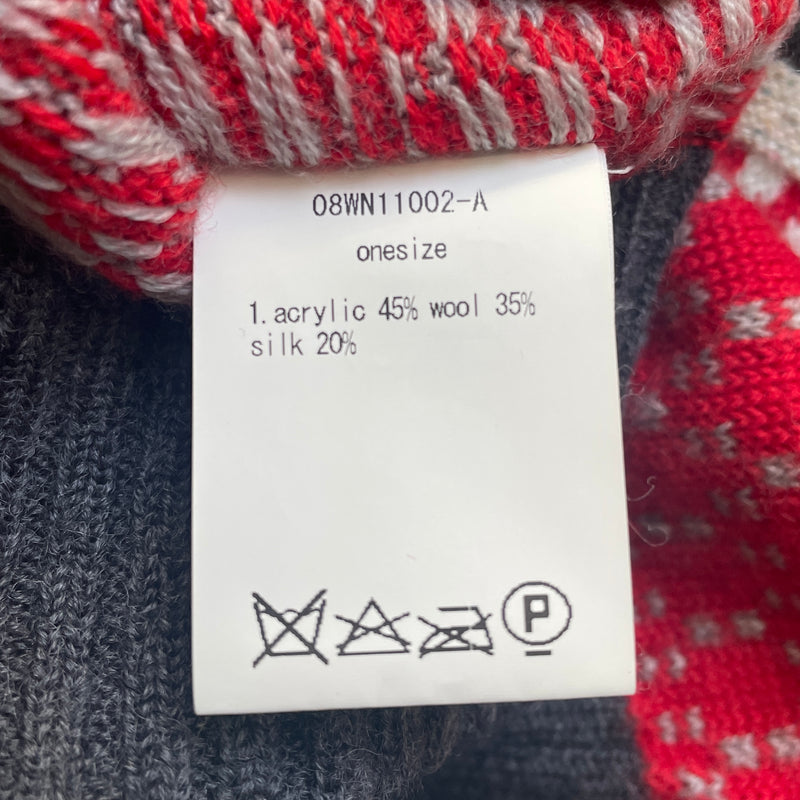 08WN11002-A
onesize
1. acrylic 45% wool 35%
silk 20%
P